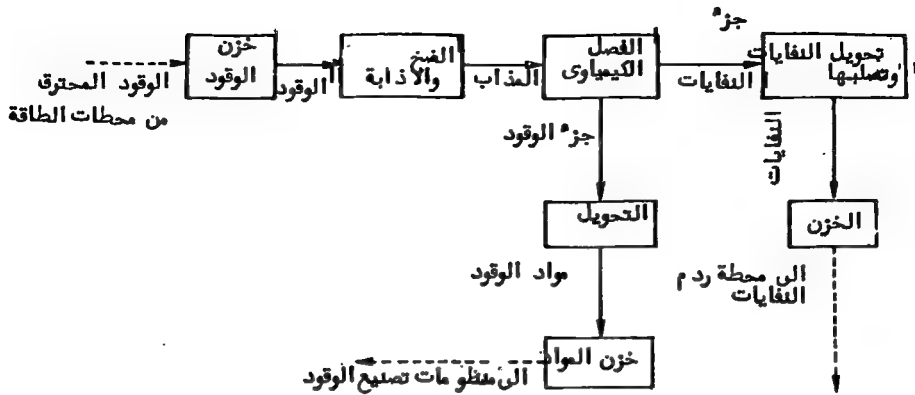 الوقود المحترق
من محطات الطاقة
خزن
الوقود
الوقود
الفسخ
والاذابة
المذاب
الفصل
الكيمياوى
جزء
النفايات
تحويل النفايات
وتصلبها
النفايات
الخزن
الى محطة ردم
النفايات
جزء الوقود
التحويل
مواد الوقود
خزن المواد
الى منظومات تصنيع الوقود